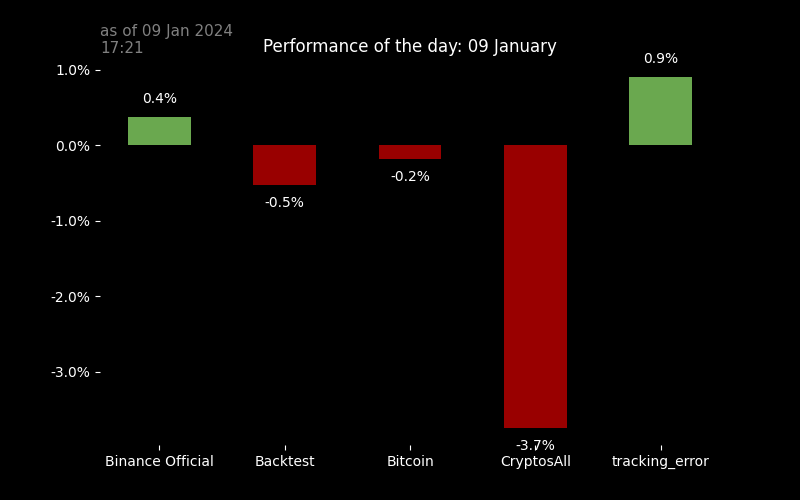 as of 09 Jan 2024
17:21
Performance of the day: 09 January
1.0%
0.0%
-1.0%
-2.0%
-3.0%
0.4%
-0.5%
-0.2%
-3.7%
0.9%
Binance Official
Backtest
Bitcoin
CryptosAll
tracking_error